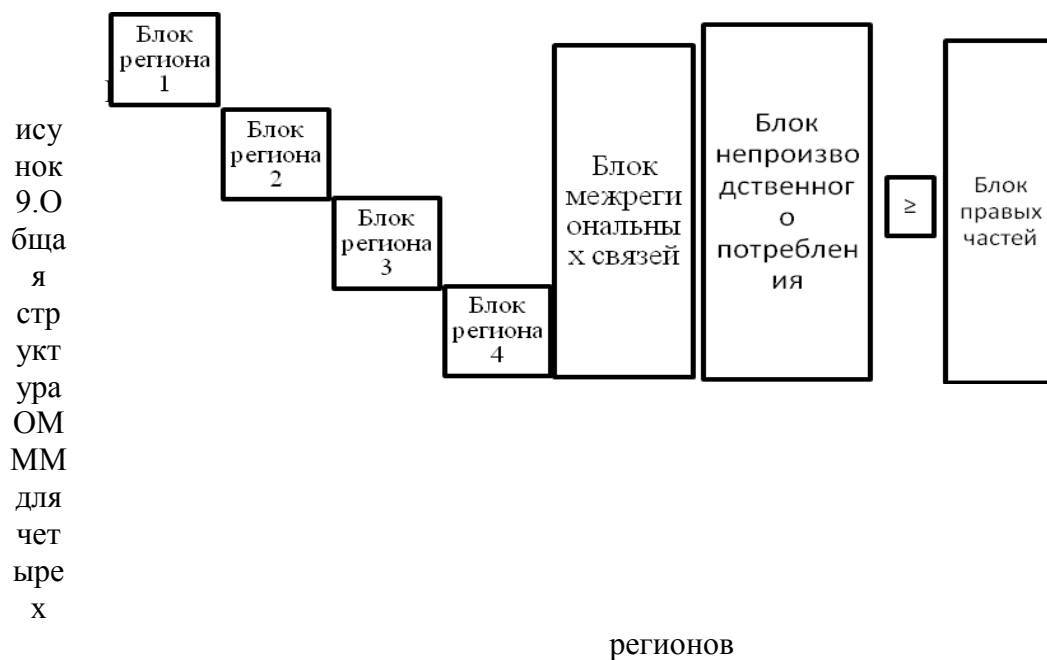 Блок
региона
1
Блок
региона
2
Блок
региона
3
Блок
региона
4
Блок
межреги
ональны
х связей
Блок
непроизво
дственног
о
потреблен
ия
≥
Блок
правых
частей
ису
нок
9.О
бща
я
стр
укт
ура
ОМ
ММ
для
чет
ыре
х
регионов